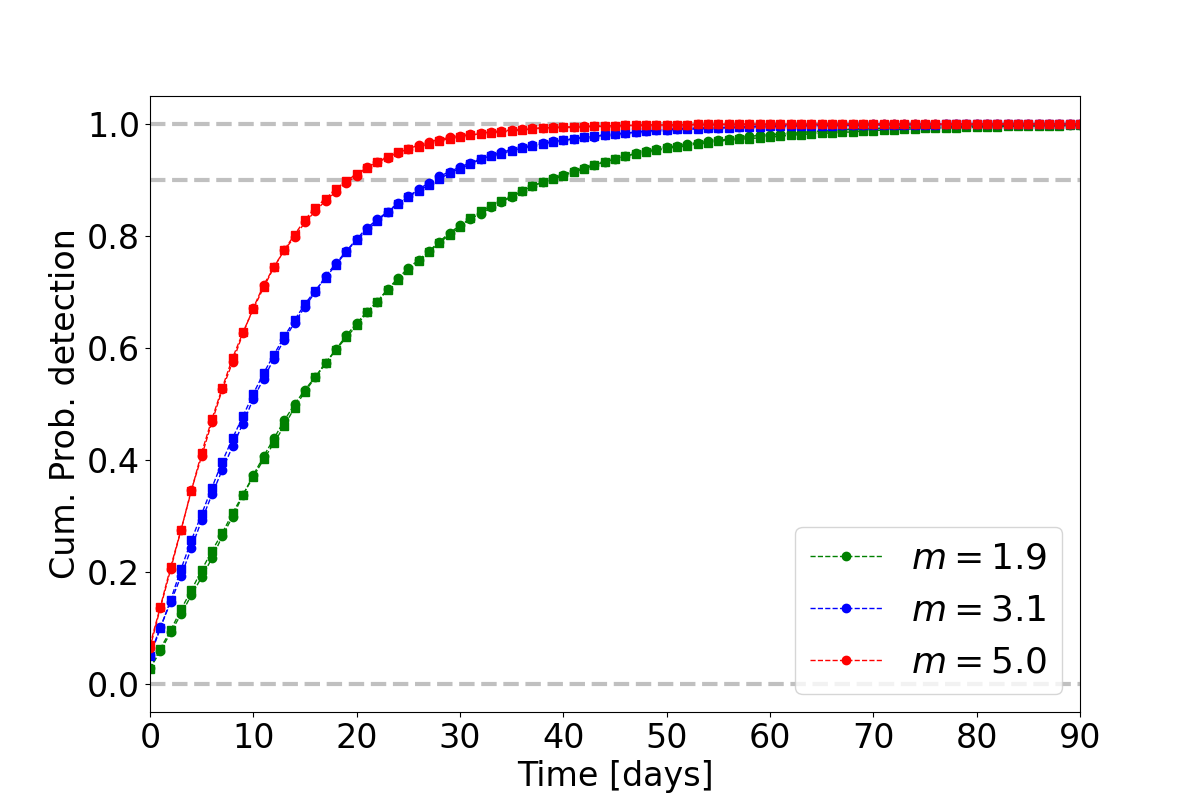 Cum. Prob. detection
1.0
0.8
0.6
0.4
0.2
0.0
m = 1.9
m = 3.1
m = 5.0
0 10 20 30 40 50 60 70 80 90
Time [days]